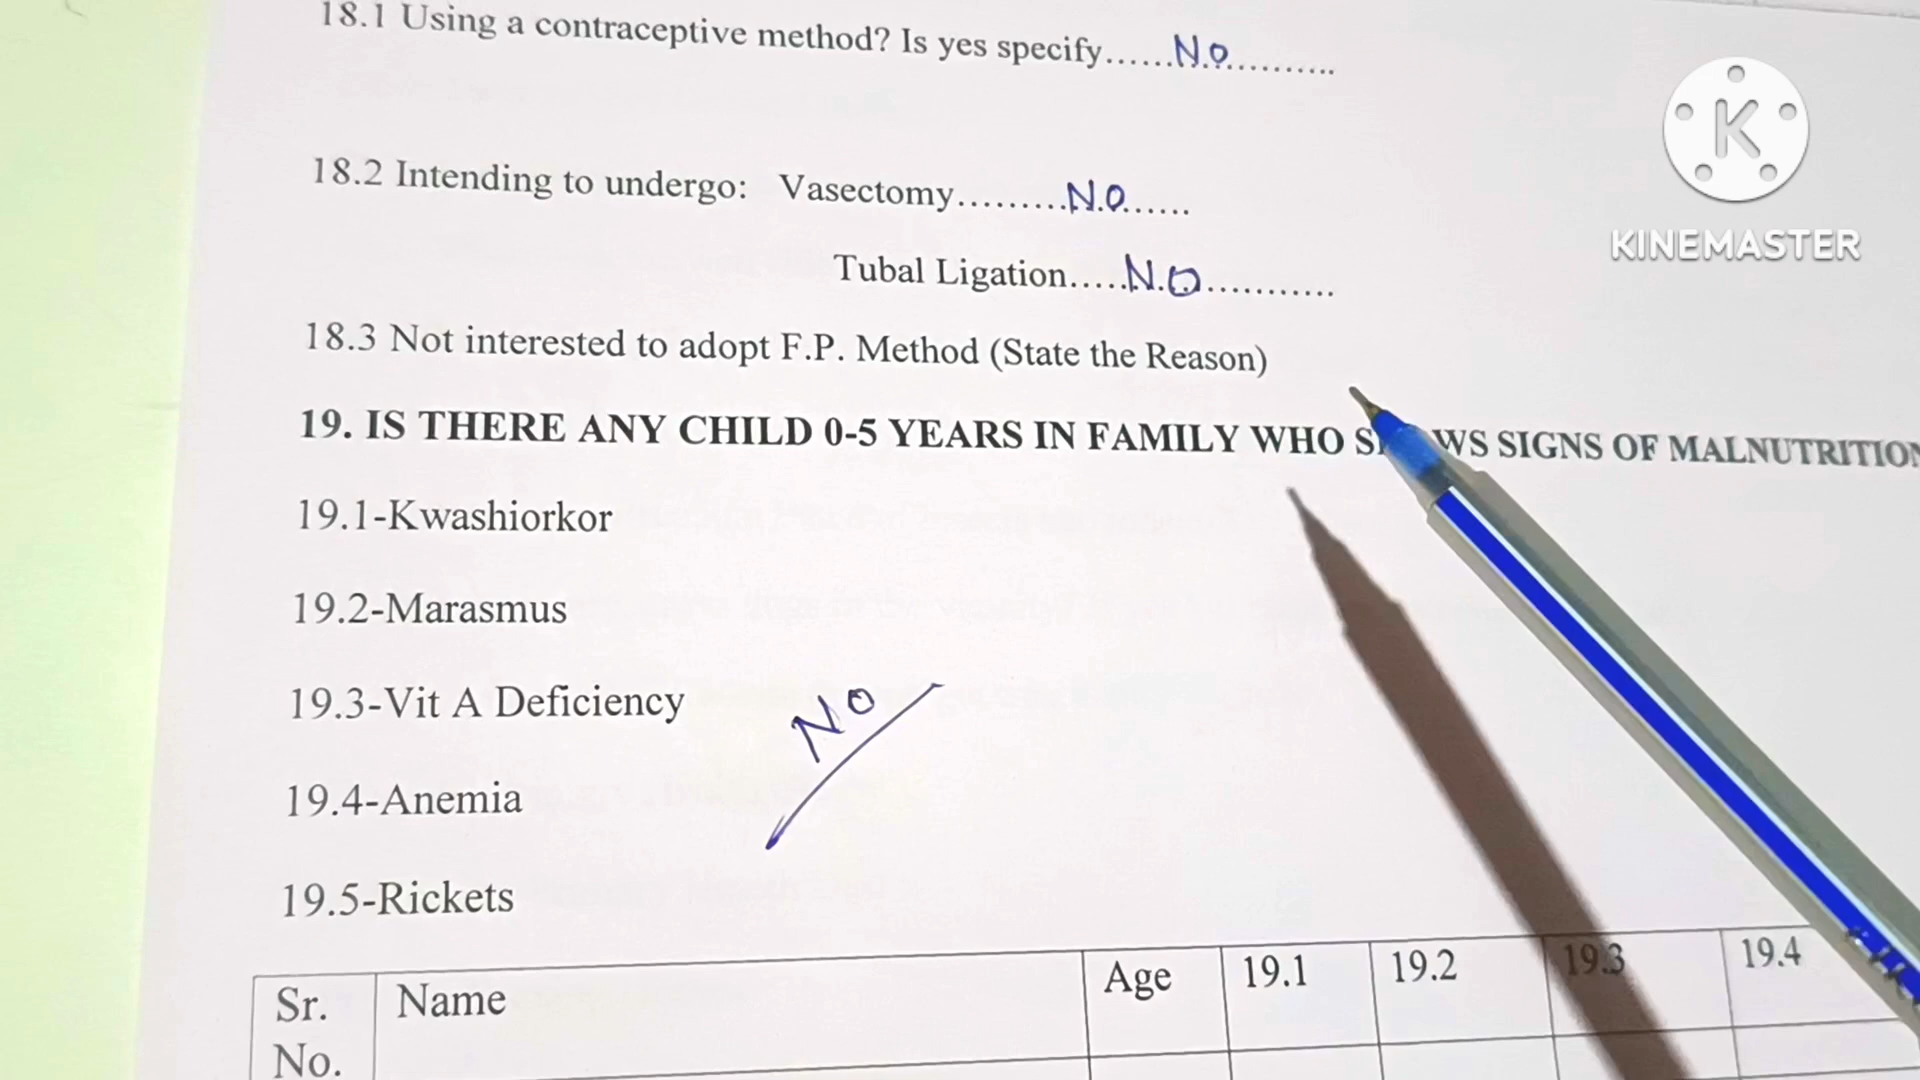 18.1 Using a contraceptive method? Is yes specify......No..........
18.2 Intending to undergo: Vasectomy.........N.O......
Tubal Ligation.....N.O...........
18.3 Not interested to adopt F.P. Method (State the Reason)
19. IS THERE ANY CHILD 0-5 YEARS IN FAMILY WHO SIGNS OF
19.1-Kwashiorkor
19.2-Marasmus
19.3-Vit A Deficiency
NO
19.4-Anemia
19.5-Rickets
Sr. No. Name Age 19.1 19.2 19.3 19.4
K
KINEMASTER